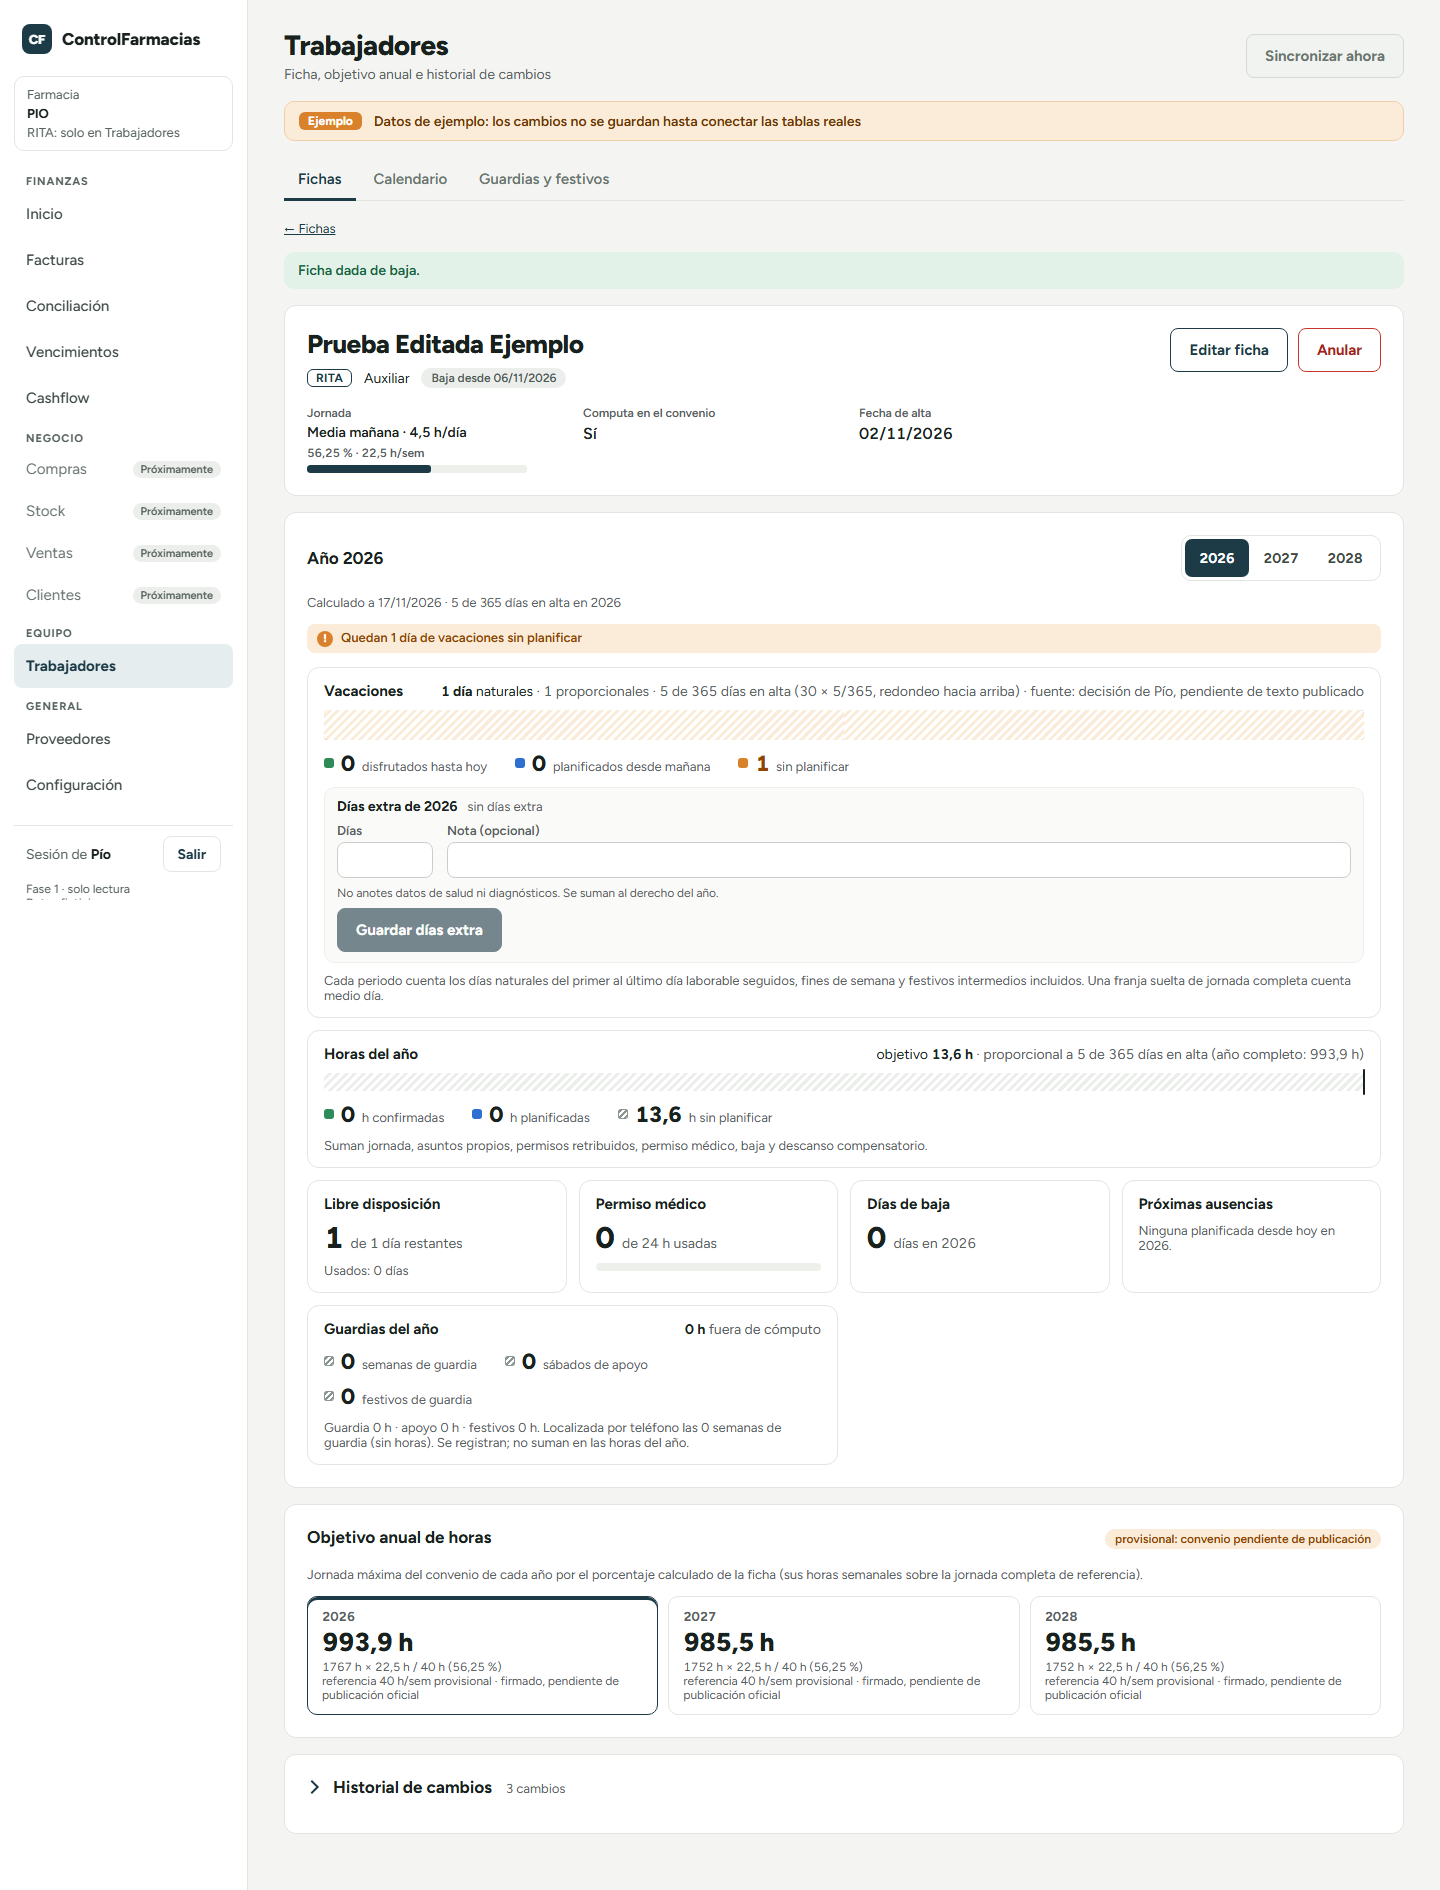 CF ControlFarmacias
Farmacia
PIO
RITA: solo en Trabajadores
FINANZAS
Inicio
Facturas
Conciliación
Vencimientos
Cashflow
NEGOCIO
Compras Próximamente
Stock Próximamente
Ventas Próximamente
Clientes Próximamente
EQUIPO
Trabajadores
GENERAL
Proveedores
Configuración
Sesión de Pío Salir
Fase 1 · solo lectura
Trabajadores
Ficha, objetivo anual e historial de cambios
Sincronizar ahora
Ejemplo Datos de ejemplo: los cambios no se guardan hasta conectar las tablas reales
Fichas Calendario Guardias y festivos
← Fichas
Ficha dada de baja.
Prueba Editada Ejemplo
Editar ficha Anular
RITA Auxiliar Baja desde 06/11/2026
Jornada Computa en el convenio Fecha de alta
Media mañana · 4,5 h/día Sí 02/11/2026
56,25 % · 22,5 h/sem
Año 2026
2026 2027 2028
Calculado a 17/11/2026 · 5 de 365 días en alta en 2026
! Quedan 1 día de vacaciones sin planificar
Vacaciones 1 día naturales · 1 proporcionales · 5 de 365 días en alta (30 × 5/365, redondeo hacia arriba) · fuente: decisión de Pío, pendiente de texto publicado
0 disfrutados hasta hoy 0 planificados desde mañana 1 sin planificar
Días extra de 2026 sin días extra
Días Nota (opcional)
No anotes datos de salud ni diagnósticos. Se suman al derecho del año.
Guardar días extra
Cada periodo cuenta los días naturales del primer al último día laborable seguidos, fines de semana y festivos intermedios incluidos. Una franja suelta de jornada completa cuenta
medio día.
Horas del año objetivo 13,6 h · proporcional a 5 de 365 días en alta (año completo: 993,9 h)
0 h confirmadas 0 h planificadas 13,6 h sin planificar
Suman jornada, asuntos propios, permisos retribuidos, permiso médico, baja y descanso compensatorio.
Libre disposición
1 de 1 día restantes
Usados: 0 días
Permiso médico
0 de 24 h usadas
Días de baja
0 días en 2026
Próximas ausencias
Ninguna planificada desde hoy en
2026.
Guardias del año 0 h fuera de cómputo
0 semanas de guardia 0 sábados de apoyo
0 festivos de guardia
Guardia 0 h · apoyo 0 h · festivos 0 h. Localizada por teléfono las 0 semanas de
guardia (sin horas). Se registran; no suman en las horas del año.
Objetivo anual de horas provisional: convenio pendiente de publicación
Jornada máxima del convenio de cada año por el porcentaje calculado de la ficha (sus horas semanales sobre la jornada completa de referencia).
2026
993,9 h
1767 h × 22,5 h / 40 h (56,25 %)
referencia 40 h/sem provisional · firmado, pendiente de
publicación oficial
2027
985,5 h
1752 h × 22,5 h / 40 h (56,25 %)
referencia 40 h/sem provisional · firmado, pendiente de
publicación oficial
2028
985,5 h
1752 h × 22,5 h / 40 h (56,25 %)
referencia 40 h/sem provisional · firmado, pendiente de
publicación oficial
Historial de cambios 3 cambios